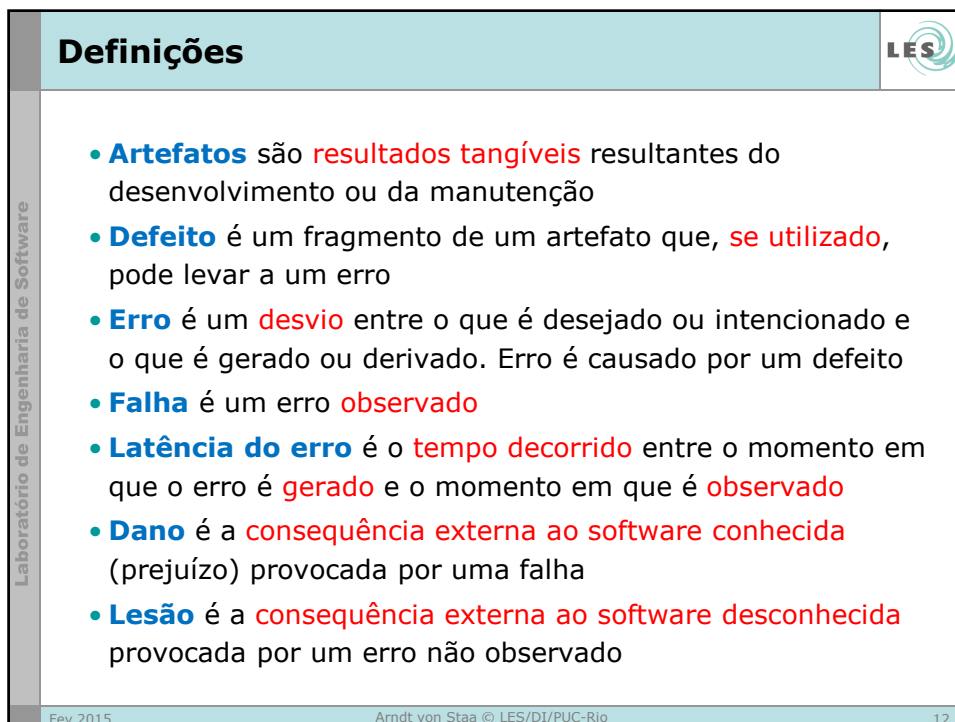 Definições
LES
Laboratório de Engenharia de Software
• Artefatos são resultados tangíveis resultantes do
desenvolvimento ou da manutenção
• Defeito é um fragmento de um artefato que, se utilizado,
pode levar a um erro
• Erro é um desvio entre o que é desejado ou intencionado e
o que é gerado ou derivado. Erro é causado por um defeito
• Falha é um erro observado
• Latência do erro é o tempo decorrido entre o momento em
que o erro é gerado e o momento em que é observado
• Dano é a consequência externa ao software conhecida
(prejuízo) provocada por uma falha
• Lesão é a consequência externa ao software desconhecida
provocada por um erro não observado
Fev 2015
Arndt von Staa © LES/DI/PUC-Rio
12